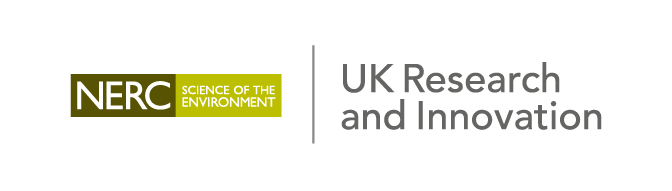 NERC
SCIENCE OF THE
ENVIRONMENT
UK Research
and Innovation